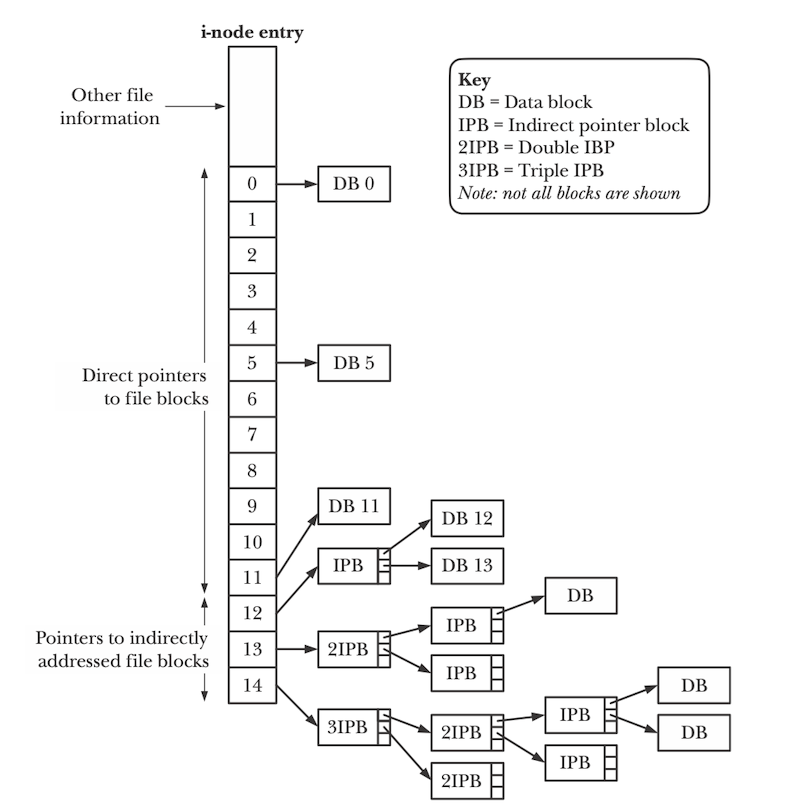 i-node entry
Other file
information
Key
DB = Data block
IPB = Indirect pointer block
2IPB = Double IBP
3IPB = Triple IPB
Note: not all blocks are shown
0
DB 0
1
2
3
4
5
DB 5
Direct pointers
to file blocks
6
7
8
9
DB 11
DB 12
10
11
IPB
DB 13
12
DB
IPB
Pointers to indirectly
addressed file blocks
13
2IPB
IPB
14
DB
3IPB
2IPB
IPB
DB
2IPB
IPB